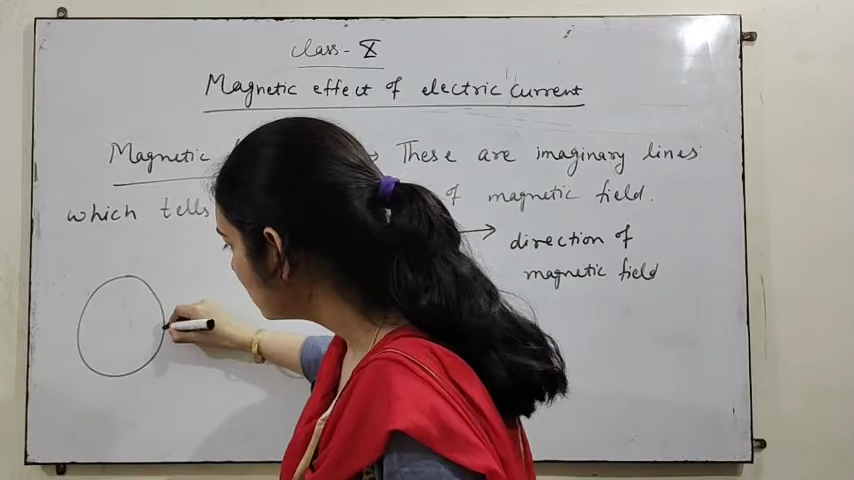 Class - X
Magnetic effect of electric current
Magnetic → These are imaginary lines
which tells of magnetic field.
→ direction of
magnetic field